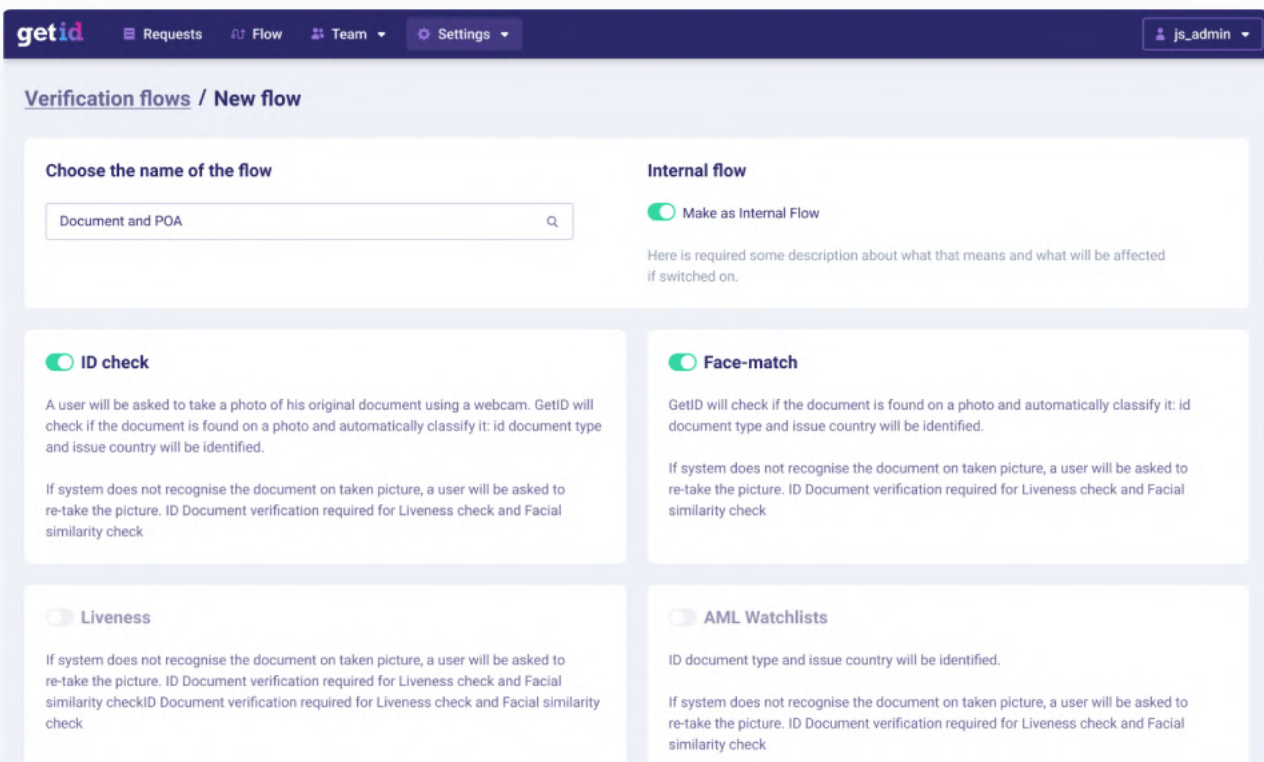 getid
Requests
Flow
Team
Settings
js_admin
Verification flows / New flow
Choose the name of the flow
Document and POA
Internal flow
Make as Internal Flow
Here is required some description about what that means and what will be affected
if switched on.
ID check
A user will be asked to take a photo of his original document using a webcam. GetID will
check if the document is found on a photo and automatically classify it: id document type
and issue country will be identified.
If system does not recognise the document on taken picture, a user will be asked to
re-take the picture. ID Document verification required for Liveness check and Facial
similarity check
Face-match
GetID will check if the document is found on a photo and automatically classify it: id
document type and issue country will be identified.
If system does not recognise the document on taken picture, a user will be asked to
re-take the picture. ID Document verification required for Liveness check and Facial
similarity check
Liveness
If system does not recognise the document on taken picture, a user will be asked to
re-take the picture. ID Document verification required for Liveness check and Facial
similarity checkID Document verification required for Liveness check and Facial similarity
check
AML Watchlists
ID document type and issue country will be identified.
If system does not recognise the document on taken picture, a user will be asked to
re-take the picture. ID Document verification required for Liveness check and Facial
similarity check